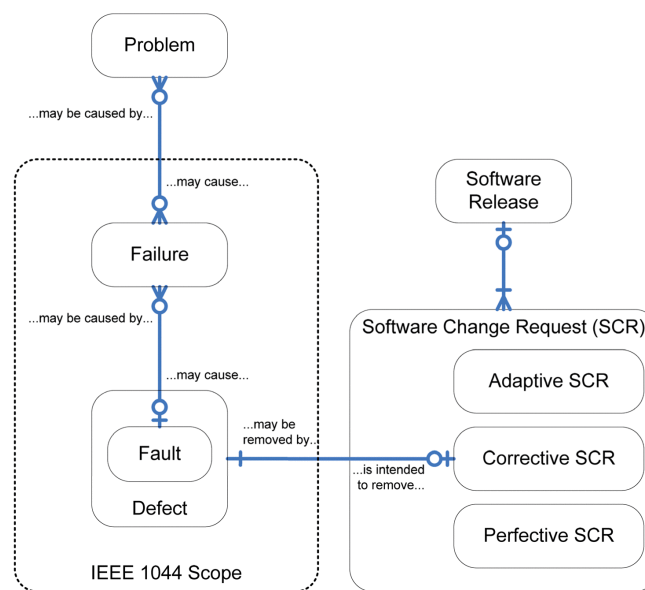 Problem
...may be caused by...
...may cause...
Failure
...may be caused by...
...may cause...
Fault
Defect
IEEE 1044 Scope
...may be
removed by..
...is intended
to remove...
Software
Release
Software Change Request (SCR)
Adaptive SCR
Corrective SCR
Perfective SCR